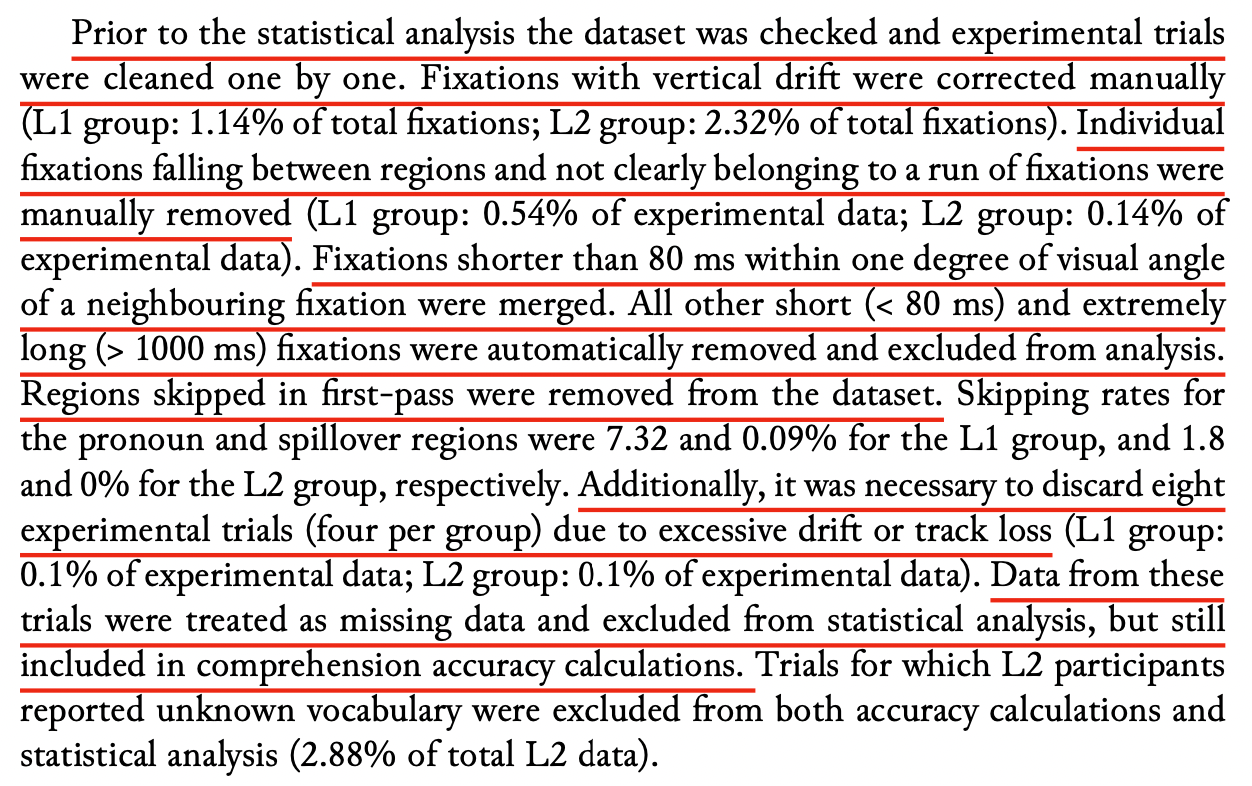 Prior to the statistical analysis the dataset was checked and experimental trials
were cleaned one by one. Fixations with vertical drift were corrected manually
(L1 group: 1.14% of total fixations; L2 group: 2.32% of total fixations). Individual
fixations falling between regions and not clearly belonging to a run of fixations were
manually removed (L1 group: 0.54% of experimental data; L2 group: 0.14% of
experimental data). Fixations shorter than 80 ms within one degree of visual angle
of a neighbouring fixation were merged. All other short (< 80 ms) and extremely
long (> 1000 ms) fixations were automatically removed and excluded from analysis.
Regions skipped in first-pass were removed from the dataset. Skipping rates for
the pronoun and spillover regions were 7.32 and 0.09% for the L1 group, and 1.8
and 0% for the L2 group, respectively. Additionally, it was necessary to discard eight
experimental trials (four per group) due to excessive drift or track loss (L1 group:
0.1% of experimental data; L2 group: 0.1% of experimental data). Data from these
trials were treated as missing data and excluded from statistical analysis, but still
included in comprehension accuracy calculations. Trials for which L2 participants
reported unknown vocabulary were excluded from both accuracy calculations and
statistical analysis (2.88% of total L2 data).